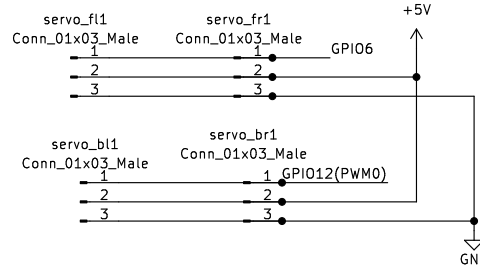 +5V
servo_fl1
servo_fr1
Conn_01x03_Male
Conn_01x03_Male
1
1
GPIO6
2
2
3
3
servo_bl1
servo_br1
Conn_01x03_Male
Conn_01x03_Male
1
1
GPIO12(PWM0)
2
2
3
3
GN